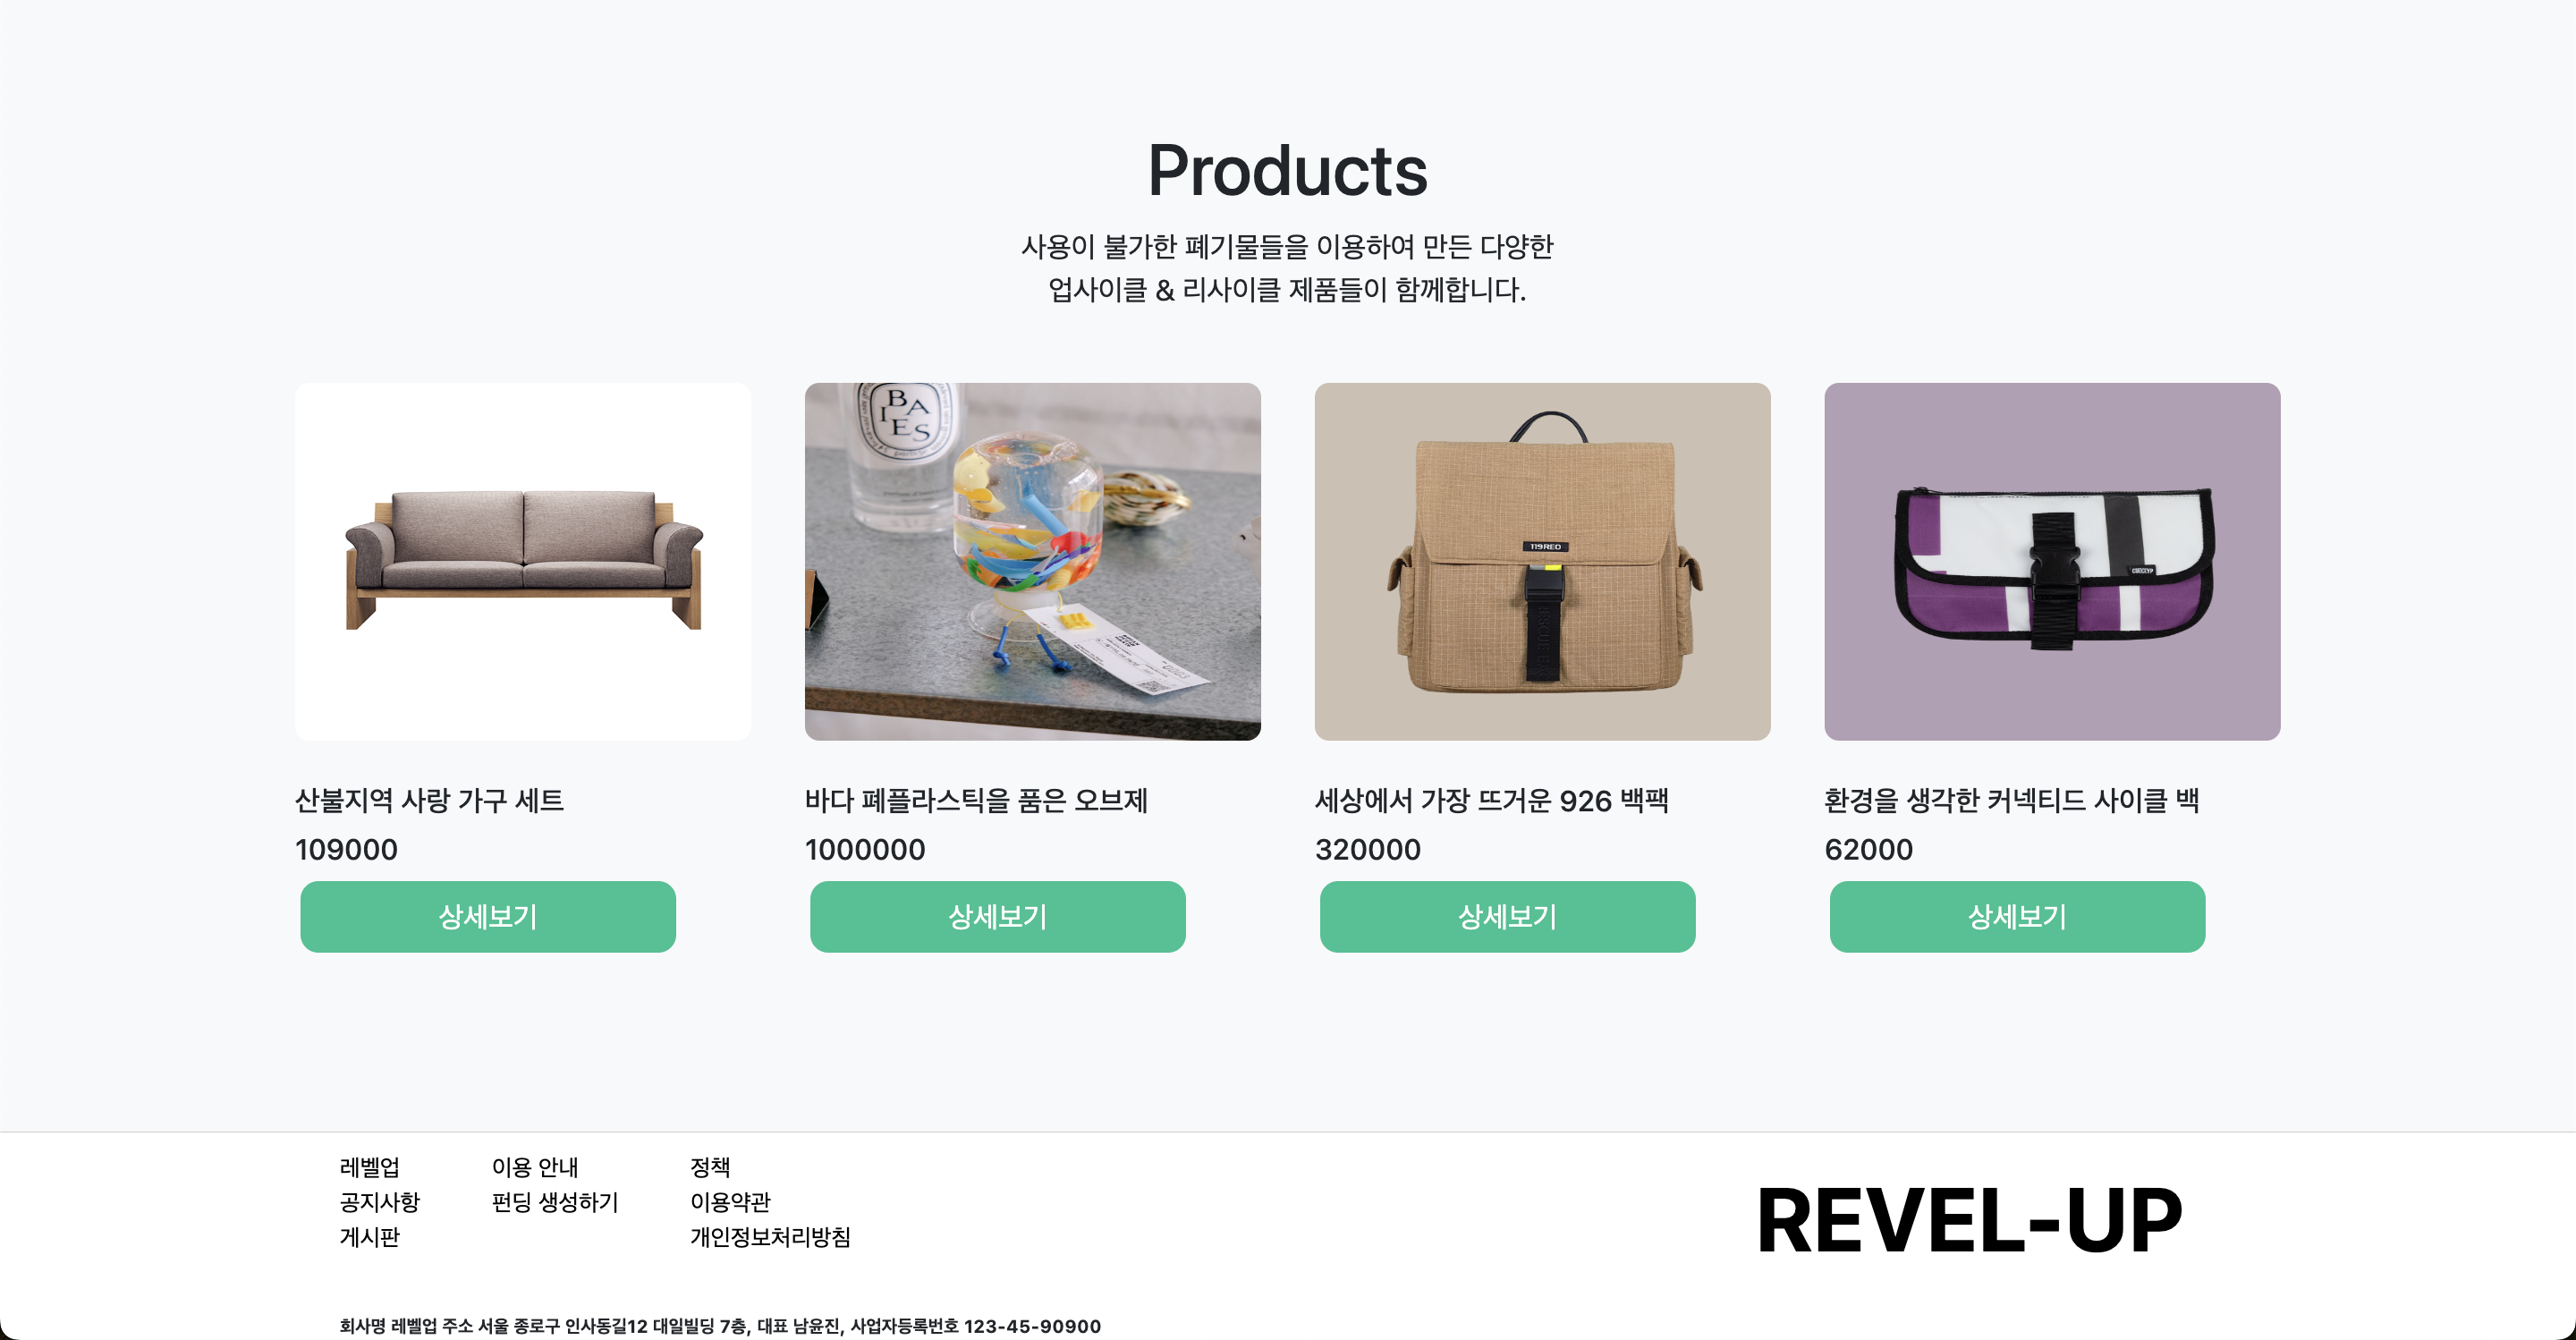 Products
사용이 불가한 폐기물들을 이용하여 만든 다양한
업사이클 & 리사이클 제품들이 함께합니다.
BA
IES
119REO
산불지역 사랑 가구 세트
109000
상세보기
바다 폐플라스틱을 품은 오브제
1000000
상세보기
세상에서 가장 뜨거운 926 백팩
320000
상세보기
환경을 생각한 커넥티드 사이클 백
62000
상세보기
레벨업
공지사항
게시판
이용 안내
펀딩 생성하기
정책
이용약관
개인정보처리방침
REVEL-UP
회사명 레벨업 주소 서울 종로구 인사동길12 대일빌딩 7층, 대표 남윤진, 사업자등록번호 123-45-90900